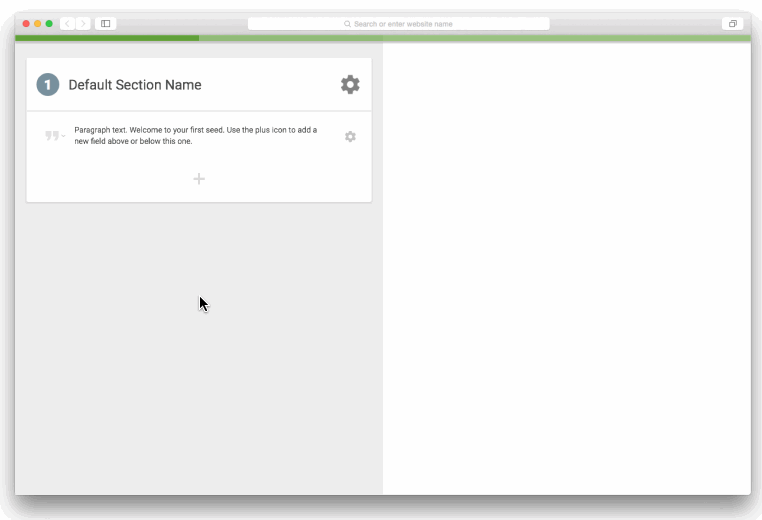 Search or enter website name
1 Default Section Name
Paragraph text. Welcome to your first seed. Use the plus icon to add a
new field above or below this one.